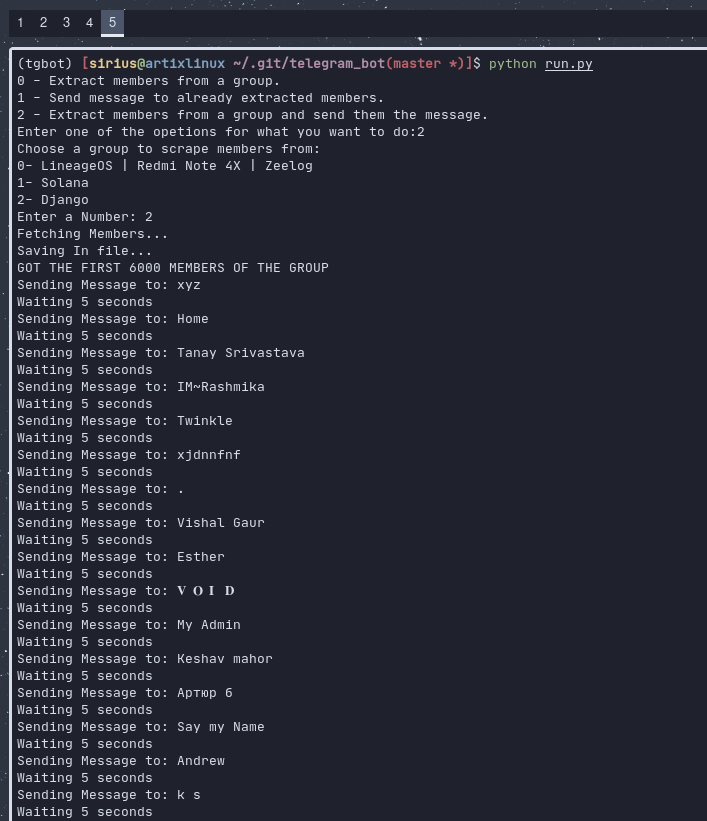 1 2 3 4 5
(tgbot) [sirius@artixlinux ~/.git/telegram_bot(master *)]$ python run.py
0 - Extract members from a group.
1 - Send message to already extracted members.
2 - Extract members from a group and send them the message.
Enter one of the opetions for what you want to do:2
Choose a group to scrape members from:
0- LineageOS | Redmi Note 4X | Zeelog
1- Solana
2- Django
Enter a Number: 2
Fetching Members...
Saving In file...
GOT THE FIRST 6000 MEMBERS OF THE GROUP
Sending Message to: xyz
Waiting 5 seconds
Sending Message to: Home
Waiting 5 seconds
Sending Message to: Tanay Srivastava
Waiting 5 seconds
Sending Message to: IM~Rashmika
Waiting 5 seconds
Sending Message to: Twinkle
Waiting 5 seconds
Sending Message to: xjdnnfnf
Waiting 5 seconds
Sending Message to: .
Waiting 5 seconds
Sending Message to: Vishal Gaur
Waiting 5 seconds
Sending Message to: Esther
Waiting 5 seconds
Sending Message to: 𝐕 𝐎 𝐈 𝐃
Waiting 5 seconds
Sending Message to: My Admin
Waiting 5 seconds
Sending Message to: Keshav mahor
Waiting 5 seconds
Sending Message to: Артюр б
Waiting 5 seconds
Sending Message to: Say my Name
Waiting 5 seconds
Sending Message to: Andrew
Waiting 5 seconds
Sending Message to: k s
Waiting 5 seconds